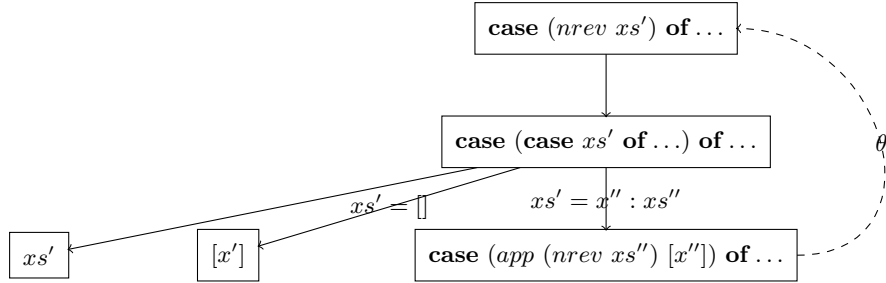 case (nrev xs′) of …
case (case xs′ of …) of …
θ
xs′ = []
xs′ = x″ : xs″
xs′
[x′]
case (app (nrev xs″) [x″]) of …